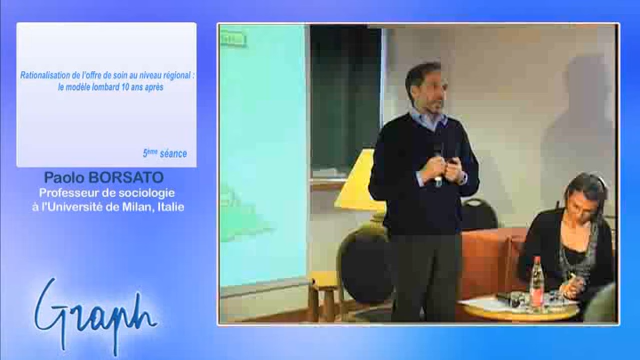 Rationalisation de l'offre de soin au niveau régional :
le modèle lombard 10 ans après
5ème séance
Paolo BORSATO
Professeur de sociologie
à l'Université de Milan, Italie
Graph